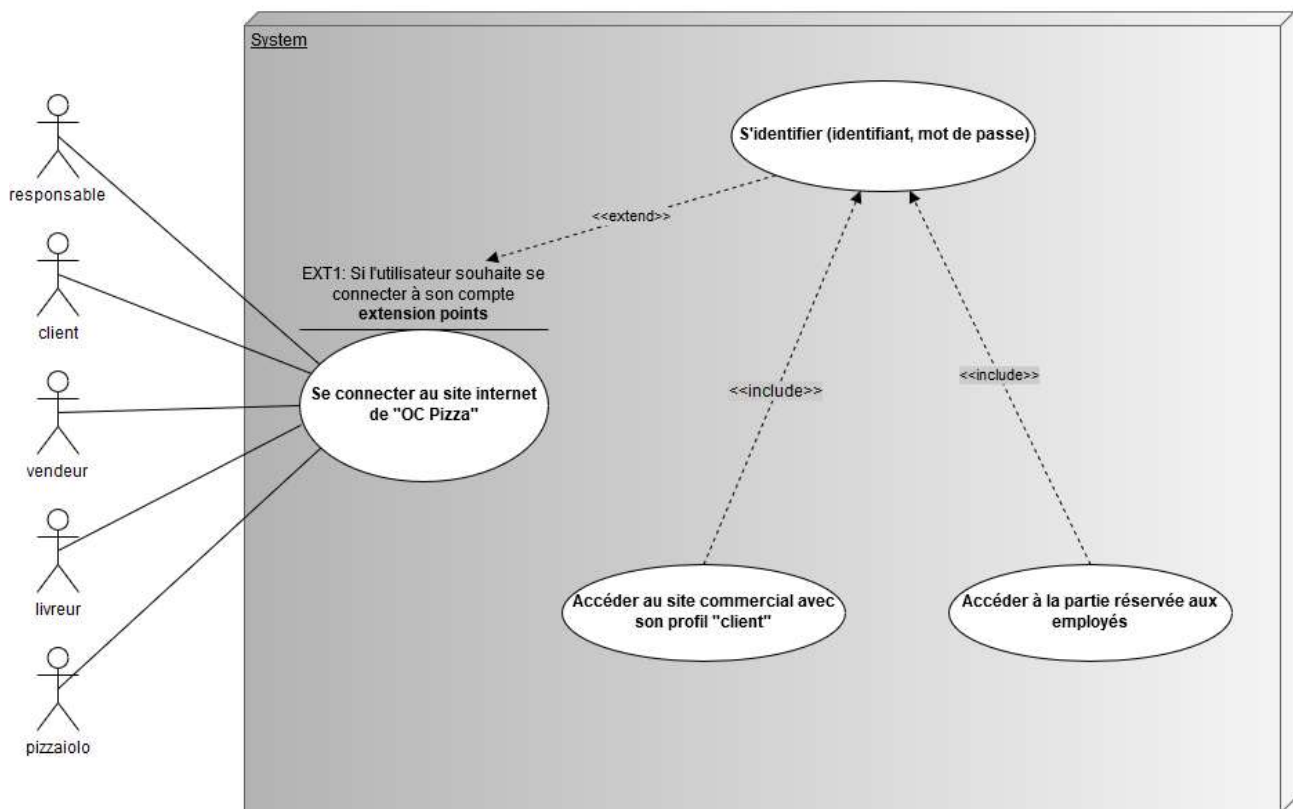 System
responsable
client
vendeur
livreur
pizzaiolo
S'identifier (identifiant, mot de passe)
<<extend>>
EXT1: Si l'utilisateur souhaite se
connecter à son compte
extension points
Se connecter au site internet
de "OC Pizza"
<<include>>
<<include>>
Accéder au site commercial avec
son profil "client"
Accéder à la partie réservée aux
employés